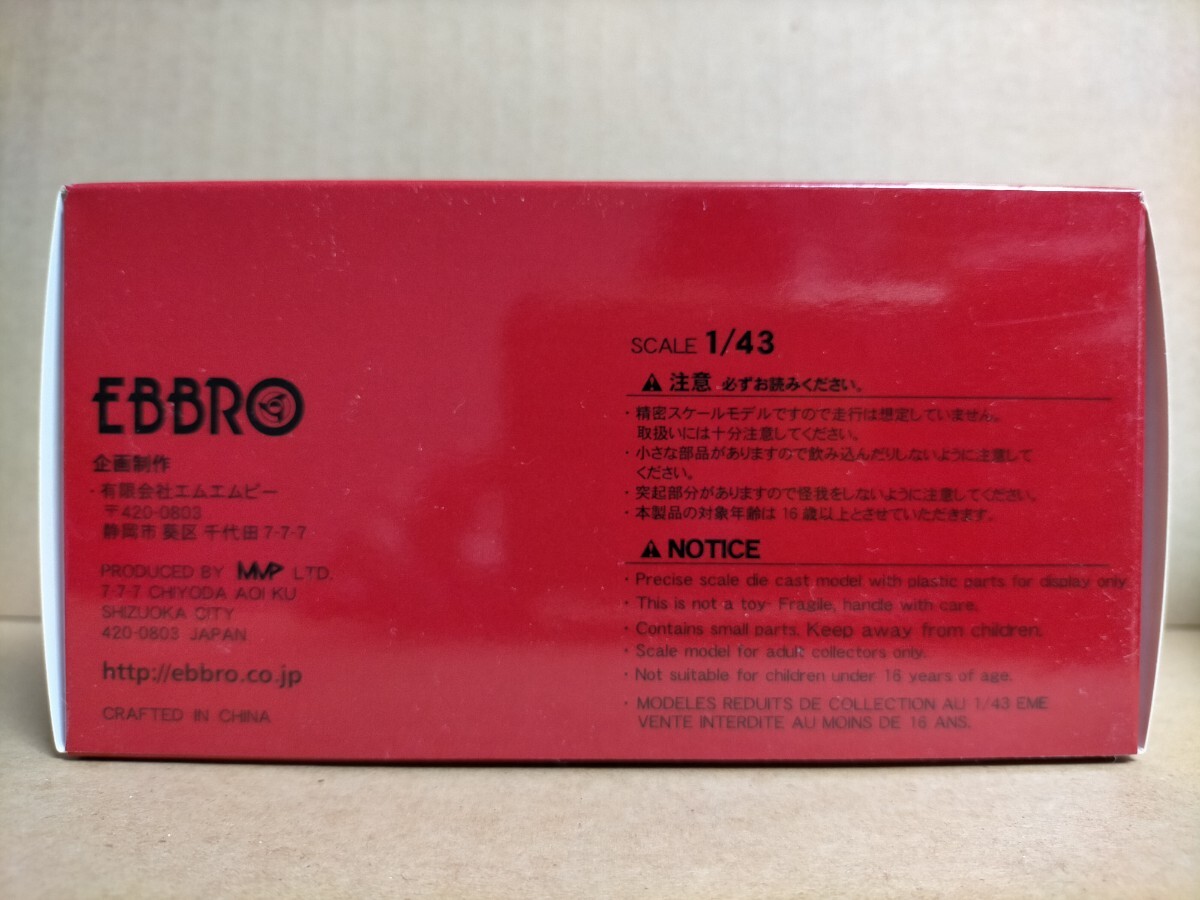 EBBRO
企画制作
・有限会社エムエムピー
〒420-0803
静岡市 葵区 千代田 7-7-7
PRODUCED BY MMP LTD.
7-7-7 CHIYODA AOI KU
SHIZUOKA CITY
420-0803 JAPAN
http://ebbro.co.jp
CRAFTED IN CHINA
SCALE 1/43
⚠ 注意 必ずお読みください。
・精密スケールモデルですので走行は想定していません。
取扱いには十分注意してください。
・小さな部品がありますので飲み込んだりしないように注意して
ください。
・突起部分がありますので怪我をしないように注意してください。
・本製品の対象年齢は 16 歳以上とさせていただきます。
⚠ NOTICE
・Precise scale die cast model with plastic parts for display only.
・This is not a toy- Fragile, handle with care.
・Contains small parts. Keep away from children.
・Scale model for adult collectors only.
・Not suitable for children under 16 years of age.
・MODELES REDUITS DE COLLECTION AU 1/43 EME
VENTE INTERDITE AU MOINS DE 16 ANS.